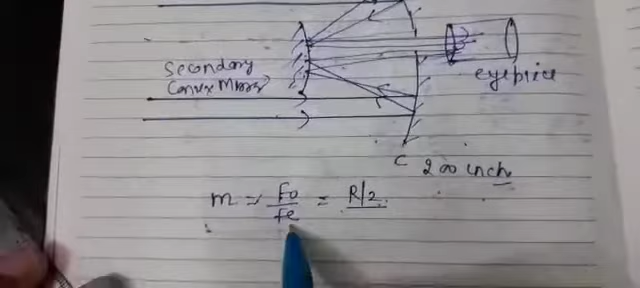 Secondary
Convex Mirror
eyepiece
C 200 inch
m = Fo/fe = R/2